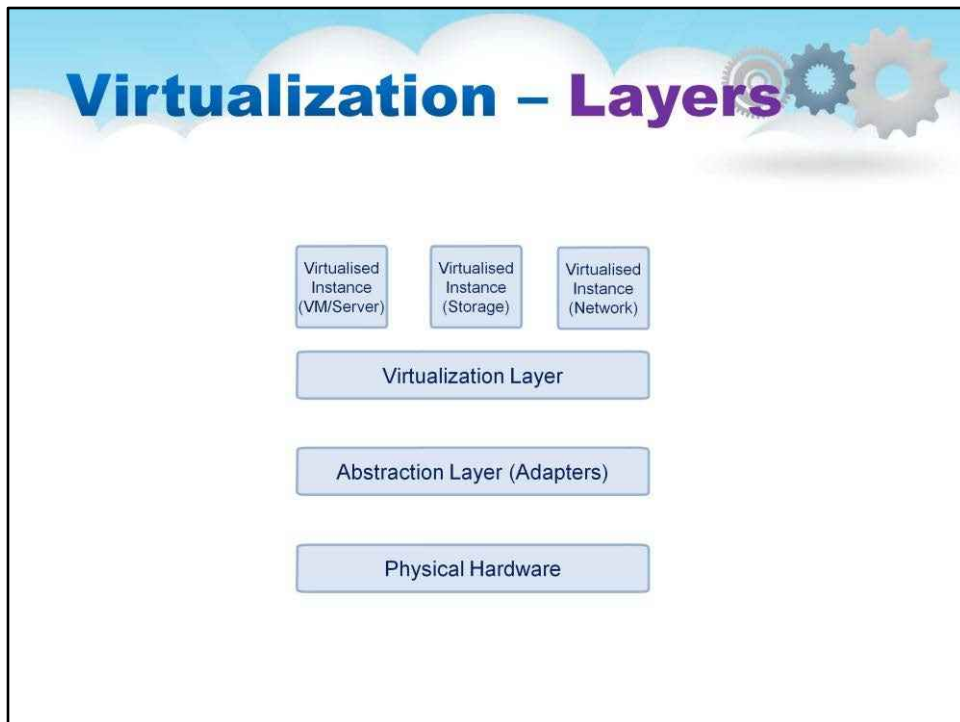 Virtualization – Layers
Virtualised
Instance
(VM/Server)
Virtualised
Instance
(Storage)
Virtualised
Instance
(Network)
Virtualization Layer
Abstraction Layer (Adapters)
Physical Hardware